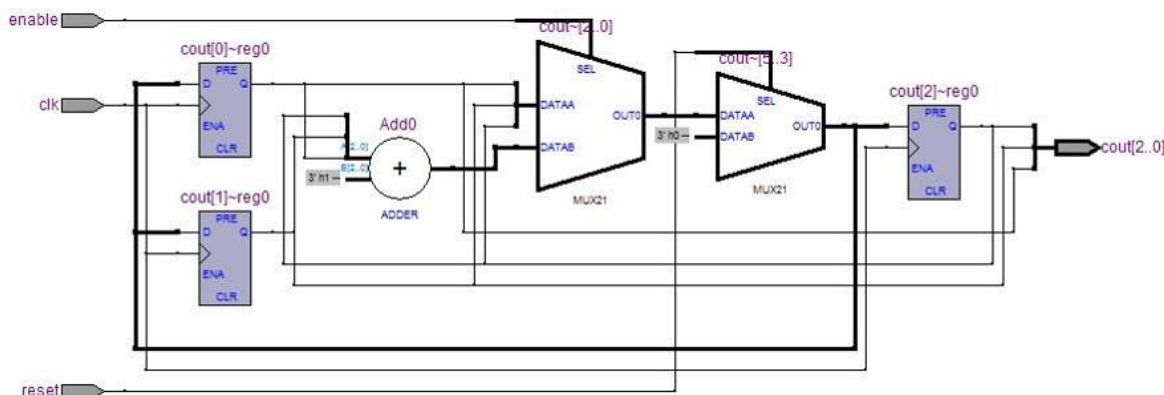 enable
cout~[2..0]
cout~[5..3]
cout[0]~reg0
PRE
D Q
ENA
CLR
clk
SEL
DATAA
DATAB
OUT0
MUX21
SEL
DATAA
DATAB
OUT0
3' h0 --
MUX21
cout[2]~reg0
PRE
D Q
ENA
CLR
cout[2..0]
Add0
A[2..0]
B[2..0]
3' h1 --
+
ADDER
cout[1]~reg0
PRE
D Q
ENA
CLR
reset